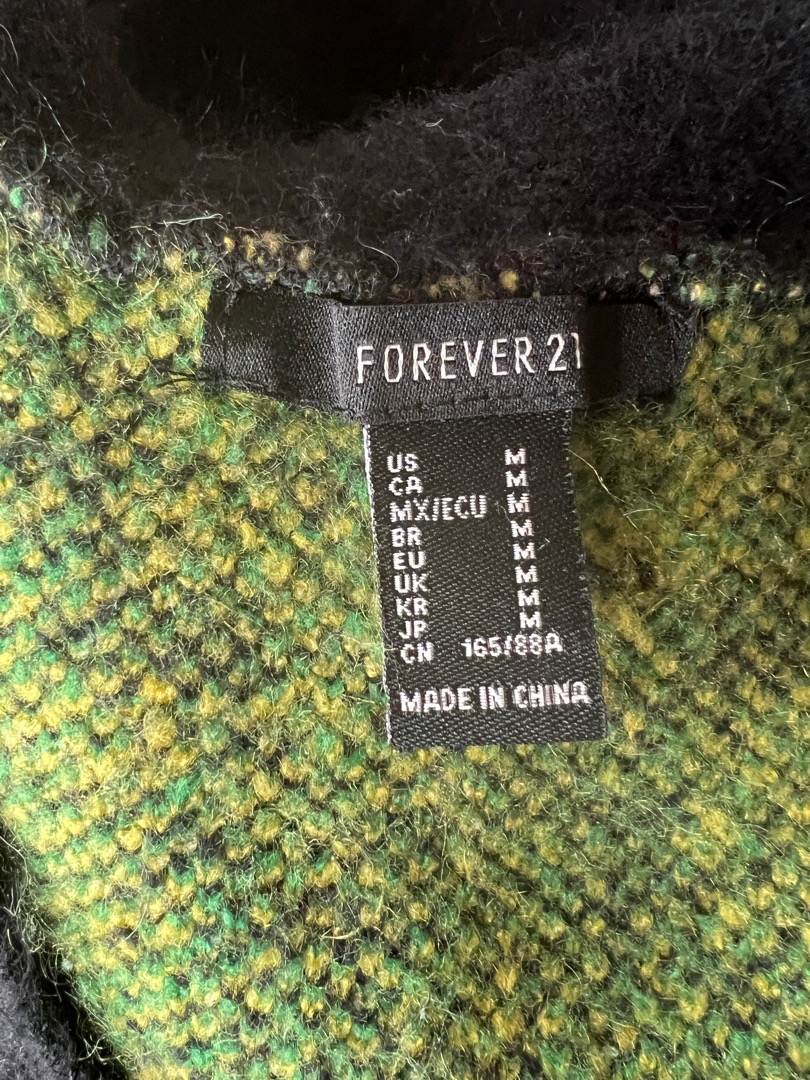 FOREVER 21
US M
CA M
MX/ECU M
BR M
EU M
UK M
KR M
JP M
CN 165/88A
MADE IN CHINA